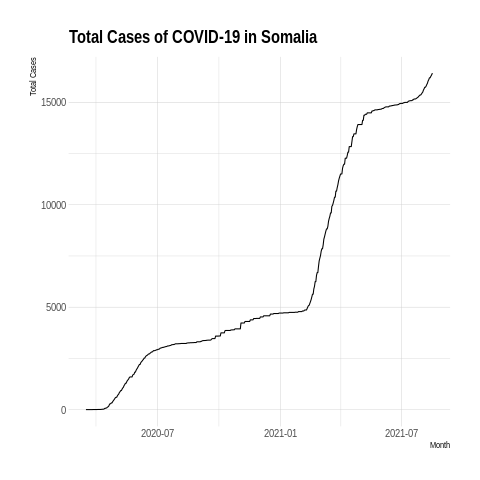 Total Cases of COVID-19 in Somalia
Total Cases
15000
10000
5000
0
2020-07
2021-01
2021-07
Month